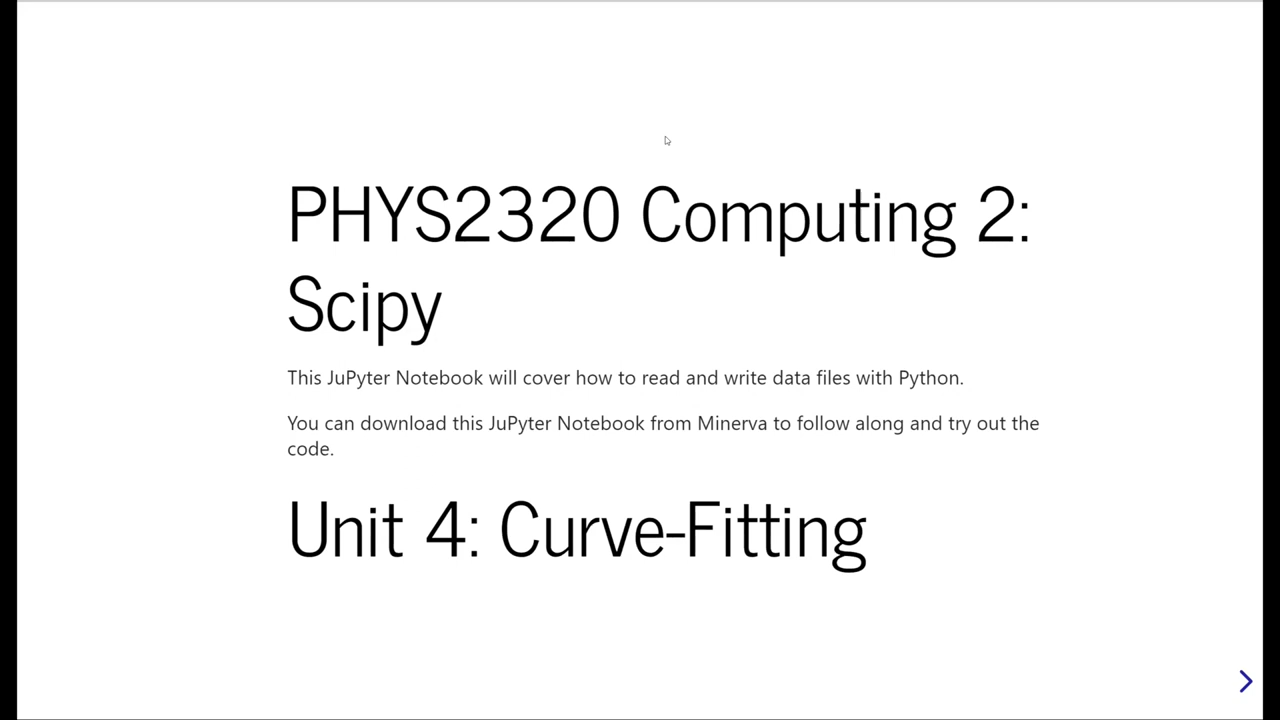 PHYS2320 Computing 2:
Scipy
This JuPyter Notebook will cover how to read and write data files with Python.
You can download this JuPyter Notebook from Minerva to follow along and try out the
code.
Unit 4: Curve-Fitting